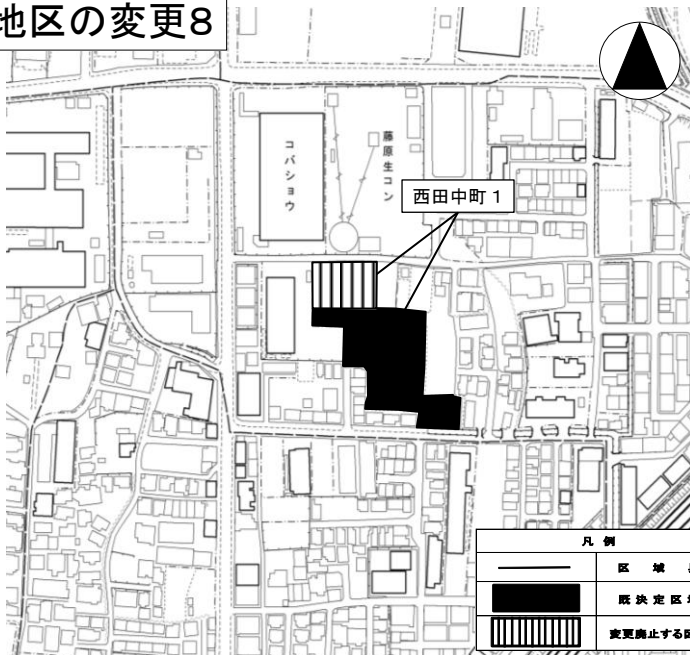 地区の変更8
コバショウ
藤原生コン
西田中町1
凡例
区域
既決定区
変更廃止する